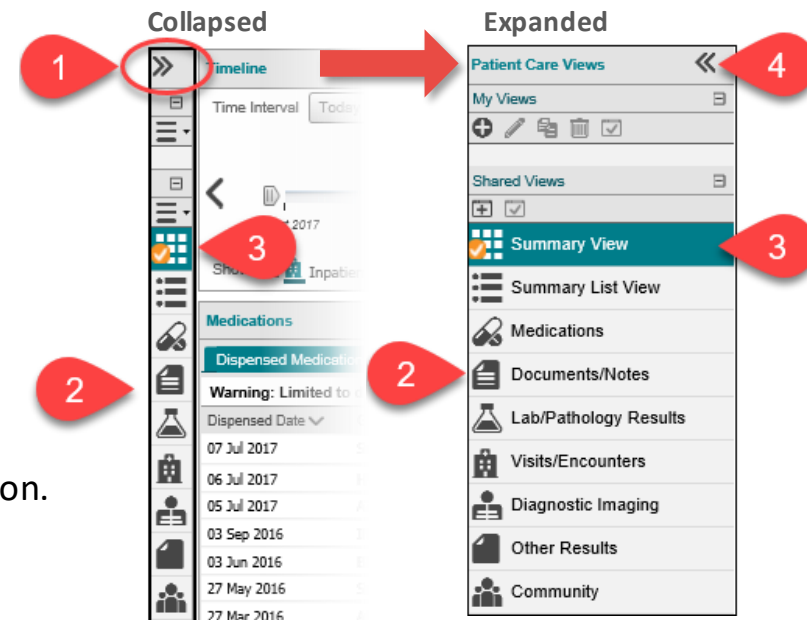 Collapsed
Expanded
1
4
Timeline
Patient Care Views
Time Interval Today
My Views
2017
Shared Views
3
3
Summary View
Inpatie
Summary List View
Medications
Medications
Dispensed Medicatio
2
2
Documents/Notes
Warning: Limited to
Dispensed Date
Lab/Pathology Results
07 Jul 2017
Visits/Encounters
06 Jul 2017
on.
05 Jul 2017
Diagnostic Imaging
03 Sep 2016
Other Results
03 Jun 2016
27 May 2016
Community
27 Mar 2016